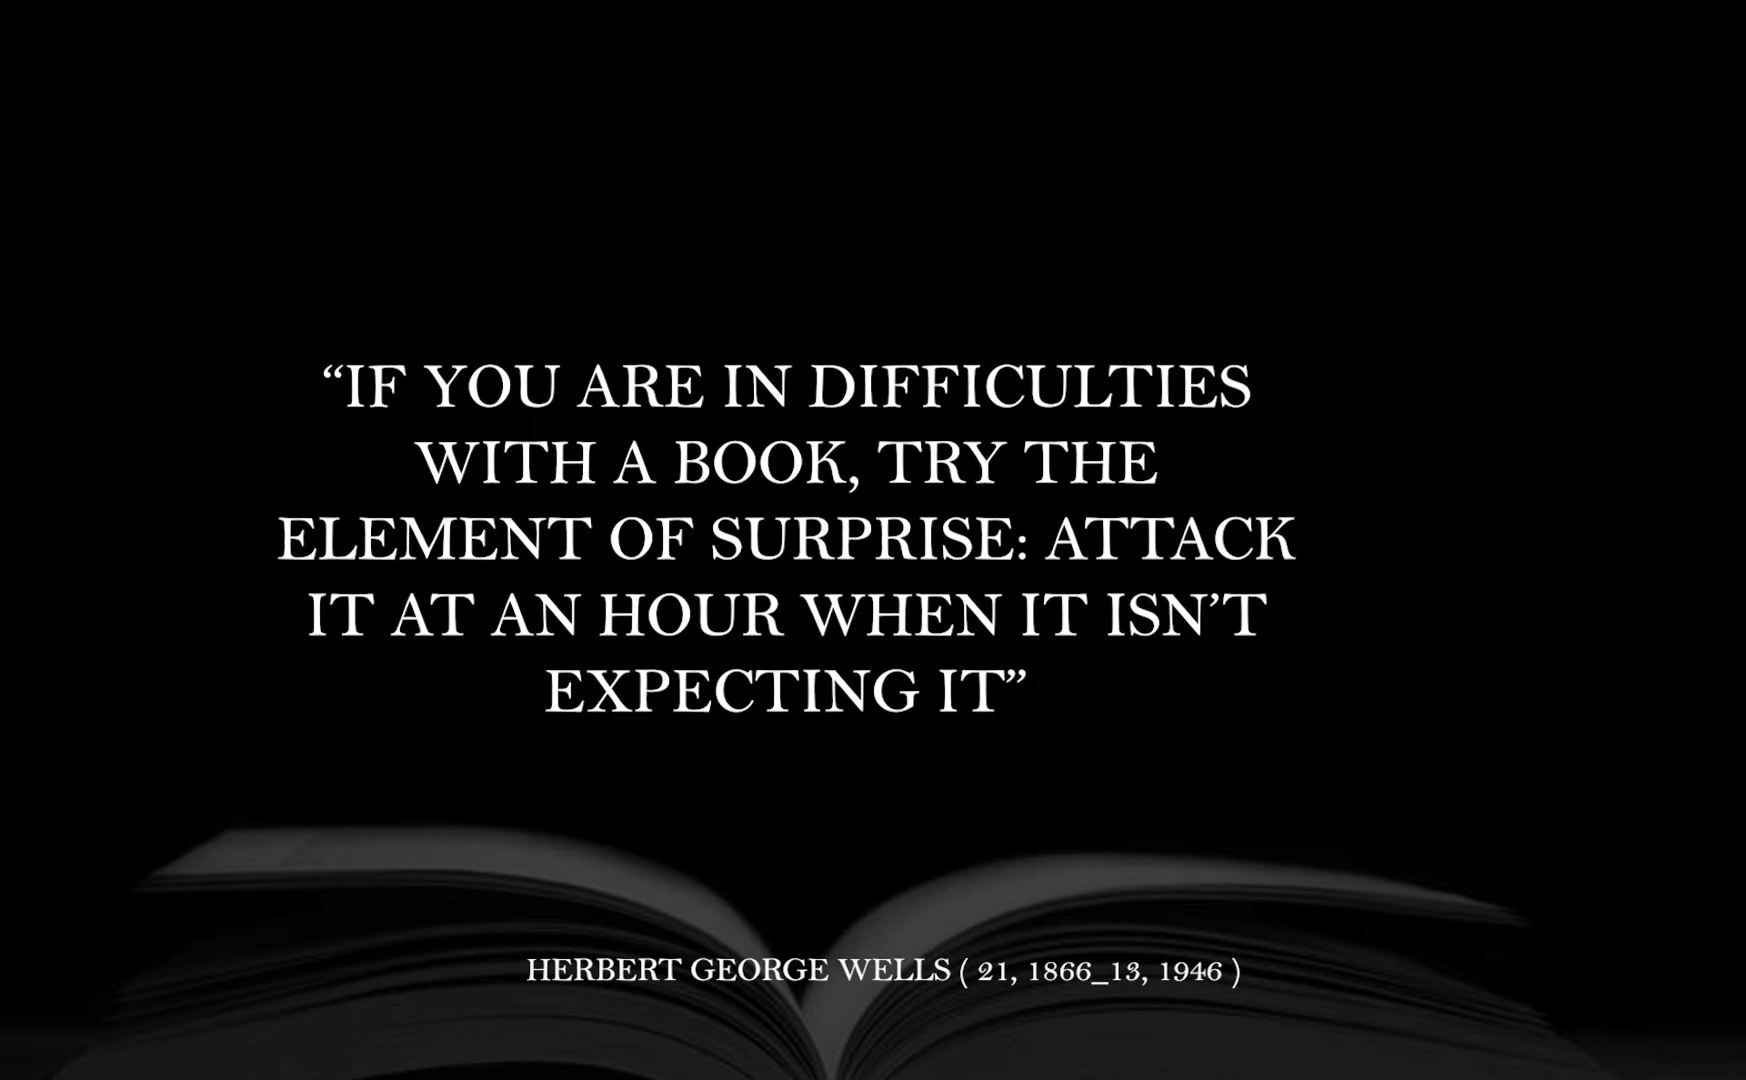 “IF YOU ARE IN DIFFICULTIES
WITH A BOOK, TRY THE
ELEMENT OF SURPRISE: ATTACK
IT AT AN HOUR WHEN IT ISN’T
EXPECTING IT”
HERBERT GEORGE WELLS ( 21, 1866_13, 1946 )